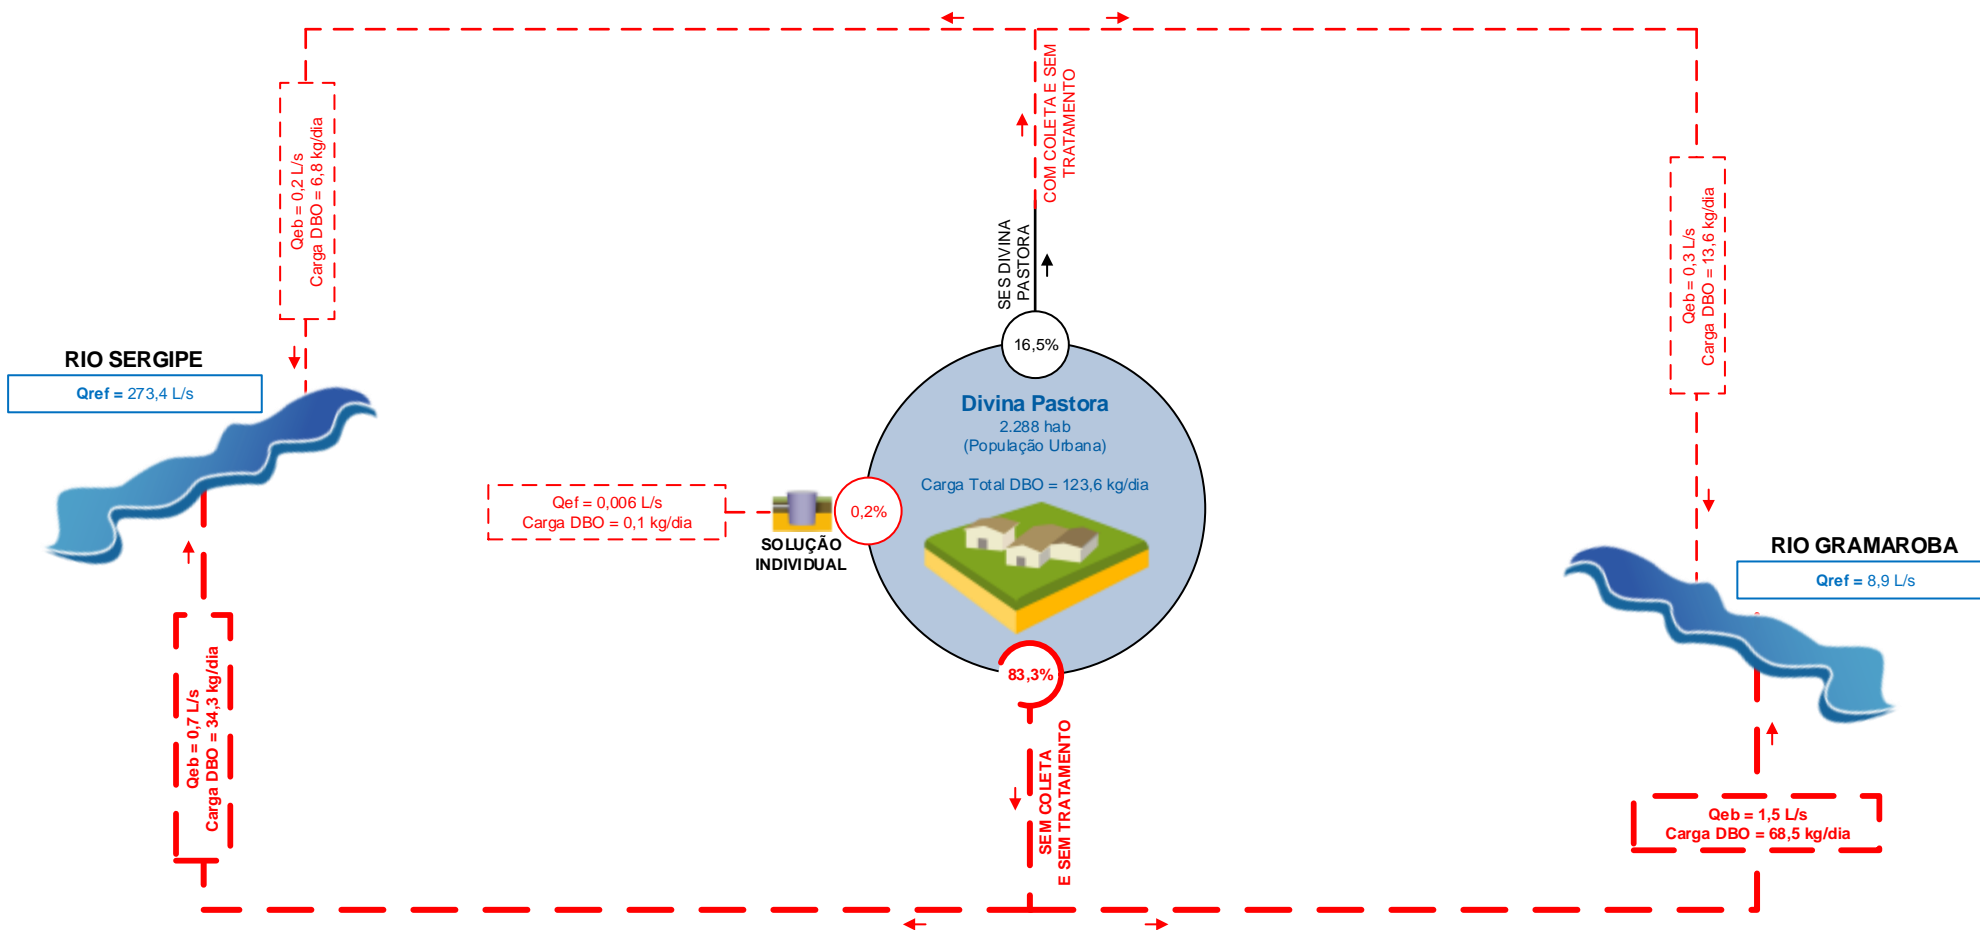 COM COLETA E SEM
TRATAMENTO
Qeb = 0,2 L/s
Carga DBO = 6,8 kg/dia
Qeb = 0,3 L/s
Carga DBO = 13,6 kg/dia
SES DIVINA
PASTORA
16,5%
RIO SERGIPE
Qref = 273,4 L/s
Divina Pastora
2.288 hab
(População Urbana)
Carga Total DBO = 123,6 kg/dia
Qef = 0,006 L/s
Carga DBO = 0,1 kg/dia
0,2%
SOLUÇÃO
INDIVIDUAL
RIO GRAMAROBA
Qref = 8,9 L/s
83,3%
Qeb = 0,7 L/s
Carga DBO = 34,3 kg/dia
SEM COLETA
E SEM TRATAMENTO
Qeb = 1,5 L/s
Carga DBO = 68,5 kg/dia